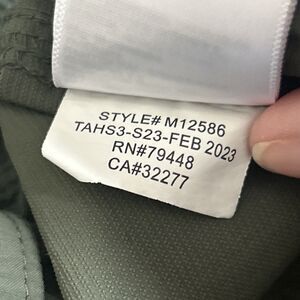 STYLE# M12586
TAHS3-S23-FEB 2023
RN#79448
CA#32277